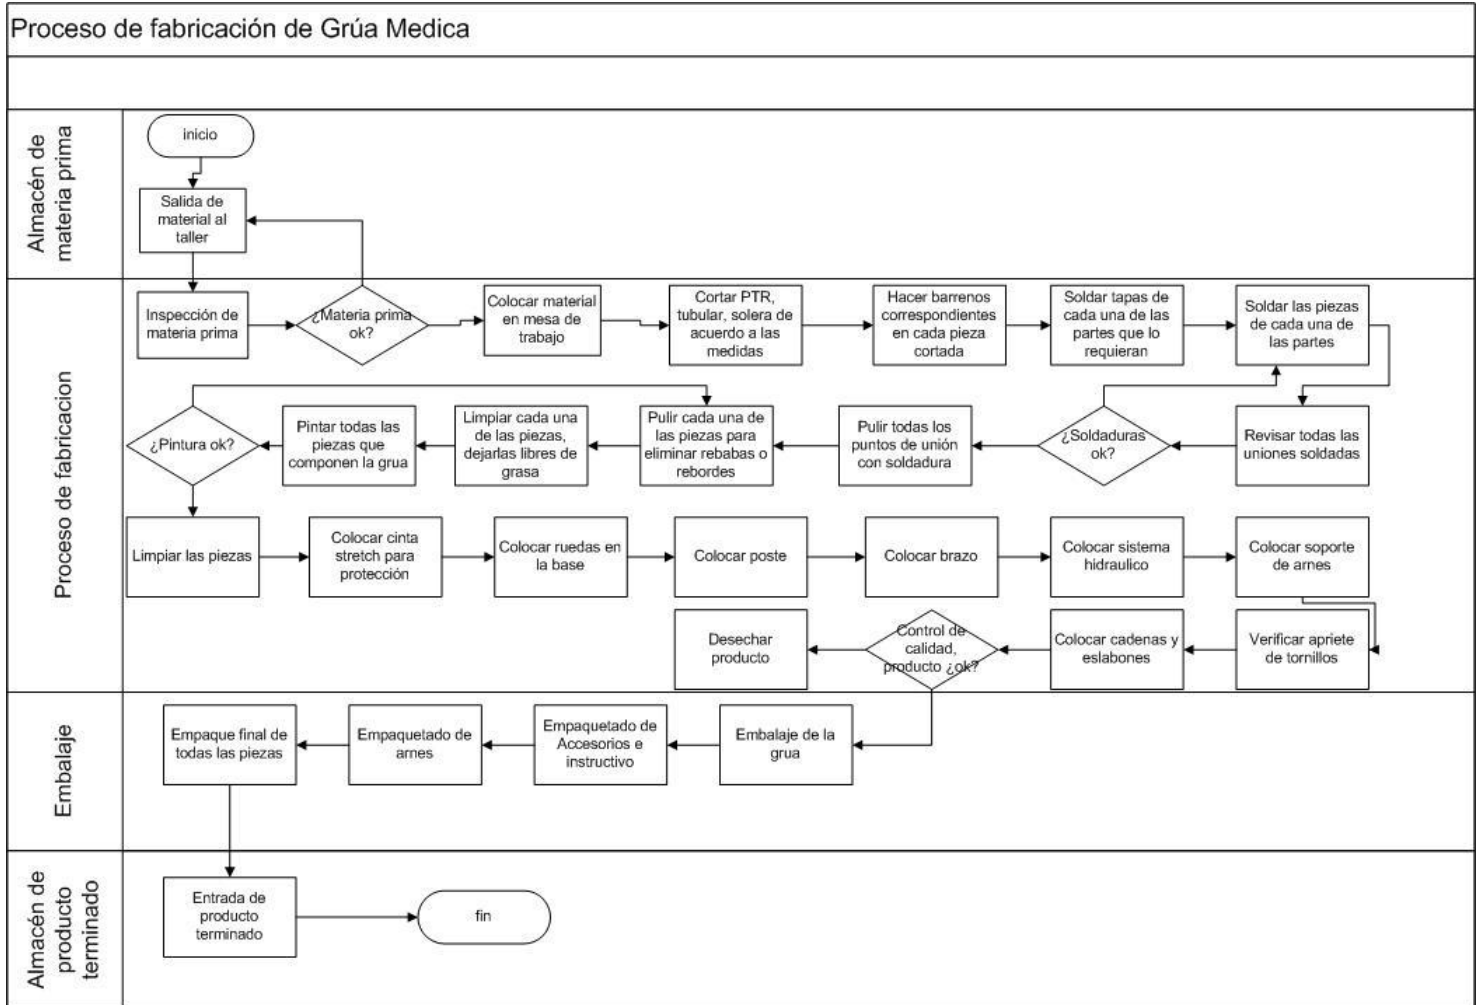 Proceso de fabricación de Grúa Medica
Almacén de
materia prima
inicio
Salida de
material al
taller
Proceso de fabricacion
Inspección de
materia prima
¿Materia prima
ok?
Colocar material
en mesa de
trabajo
Cortar PTR,
tubular, solera de
acuerdo a las
medidas
Hacer barrenos
correspondientes
en cada pieza
cortada
Soldar tapas de
cada una de las
partes que lo
requieran
Soldar las piezas
de cada una de
las partes
¿Pintura ok?
Pintar todas las
piezas que
componen la grua
Limpiar cada una
de las piezas,
dejarlas libres de
grasa
Pulir cada una de
las piezas para
eliminar rebabas o
rebordes
Pulir todas los
puntos de unión
con soldadura
¿Soldaduras
ok?
Revisar todas las
uniones soldadas
Limpiar las piezas
Colocar cinta
stretch para
protección
Colocar ruedas en
la base
Colocar poste
Colocar brazo
Colocar sistema
hidraulico
Colocar soporte
de arnes
Desechar
producto
Control de
calidad,
producto ¿ok?
Colocar cadenas y
eslabones
Verificar apriete
de tornillos
Embalaje
Empaque final de
todas las piezas
Empaquetado de
arnes
Empaquetado de
Accesorios e
instructivo
Embalaje de la
grua
Almacén de
producto
terminado
Entrada de
producto
terminado
fin